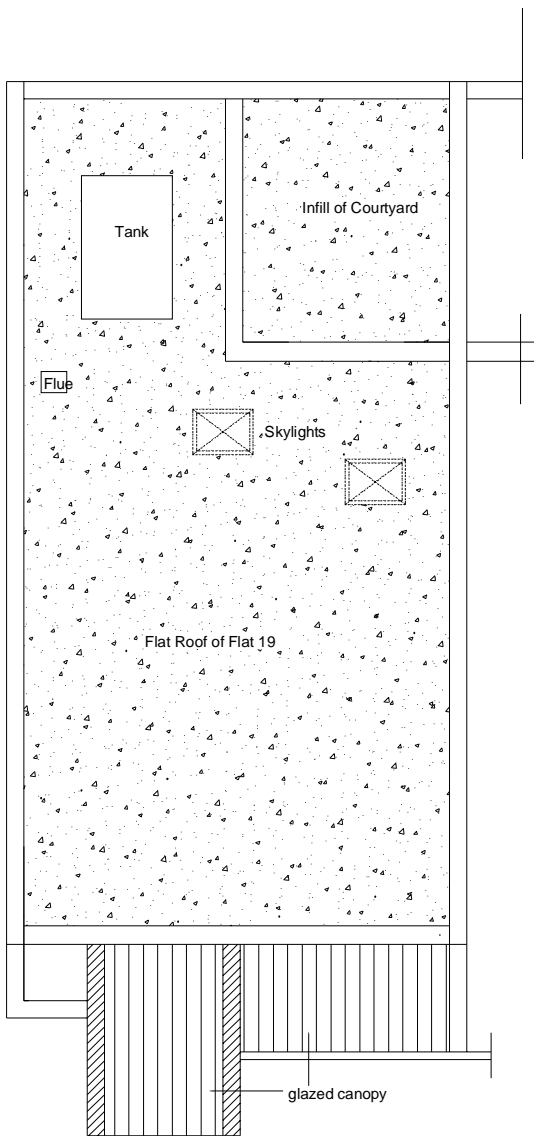 Infill of Courtyard
Tank
Flue
Skylights
Flat Roof of Flat 19
glazed canopy